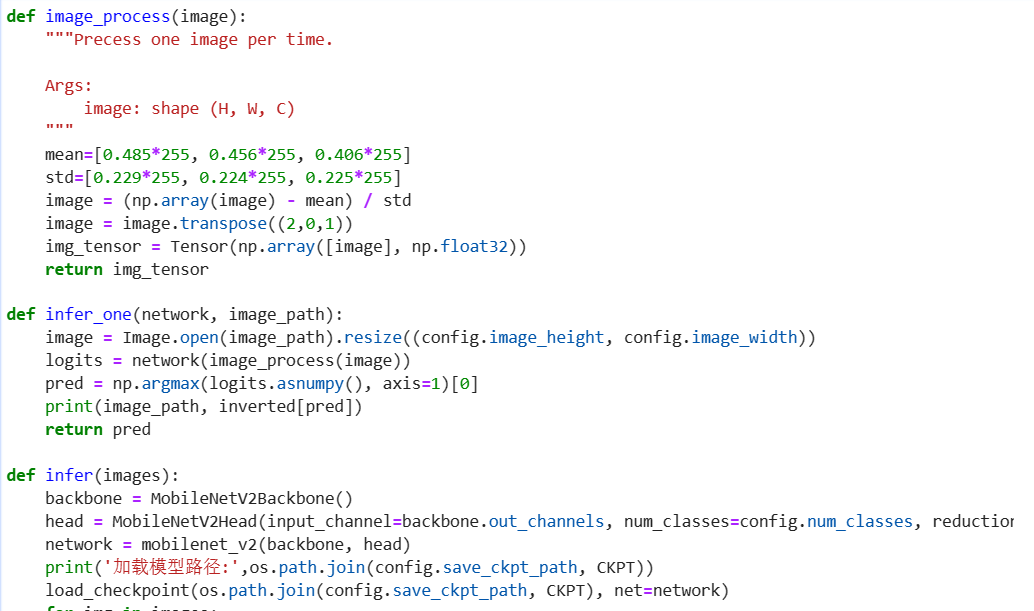 def image_process(image):
    """Precess one image per time.

    Args:
        image: shape (H, W, C)
    """
    mean=[0.485*255, 0.456*255, 0.406*255]
    std=[0.229*255, 0.224*255, 0.225*255]
    image = (np.array(image) - mean) / std
    image = image.transpose((2,0,1))
    img_tensor = Tensor(np.array([image], np.float32))
    return img_tensor

def infer_one(network, image_path):
    image = Image.open(image_path).resize((config.image_height, config.image_width))
    logits = network(image_process(image))
    pred = np.argmax(logits.asnumpy(), axis=1)[0]
    print(image_path, inverted[pred])
    return pred

def infer(images):
    backbone = MobileNetV2Backbone()
    head = MobileNetV2Head(input_channel=backbone.out_channels, num_classes=config.num_classes, reduction
    network = mobilenet_v2(backbone, head)
    print('加载模型路径:',os.path.join(config.save_ckpt_path, CKPT))
    load_checkpoint(os.path.join(config.save_ckpt_path, CKPT), net=network)
    for img in images: